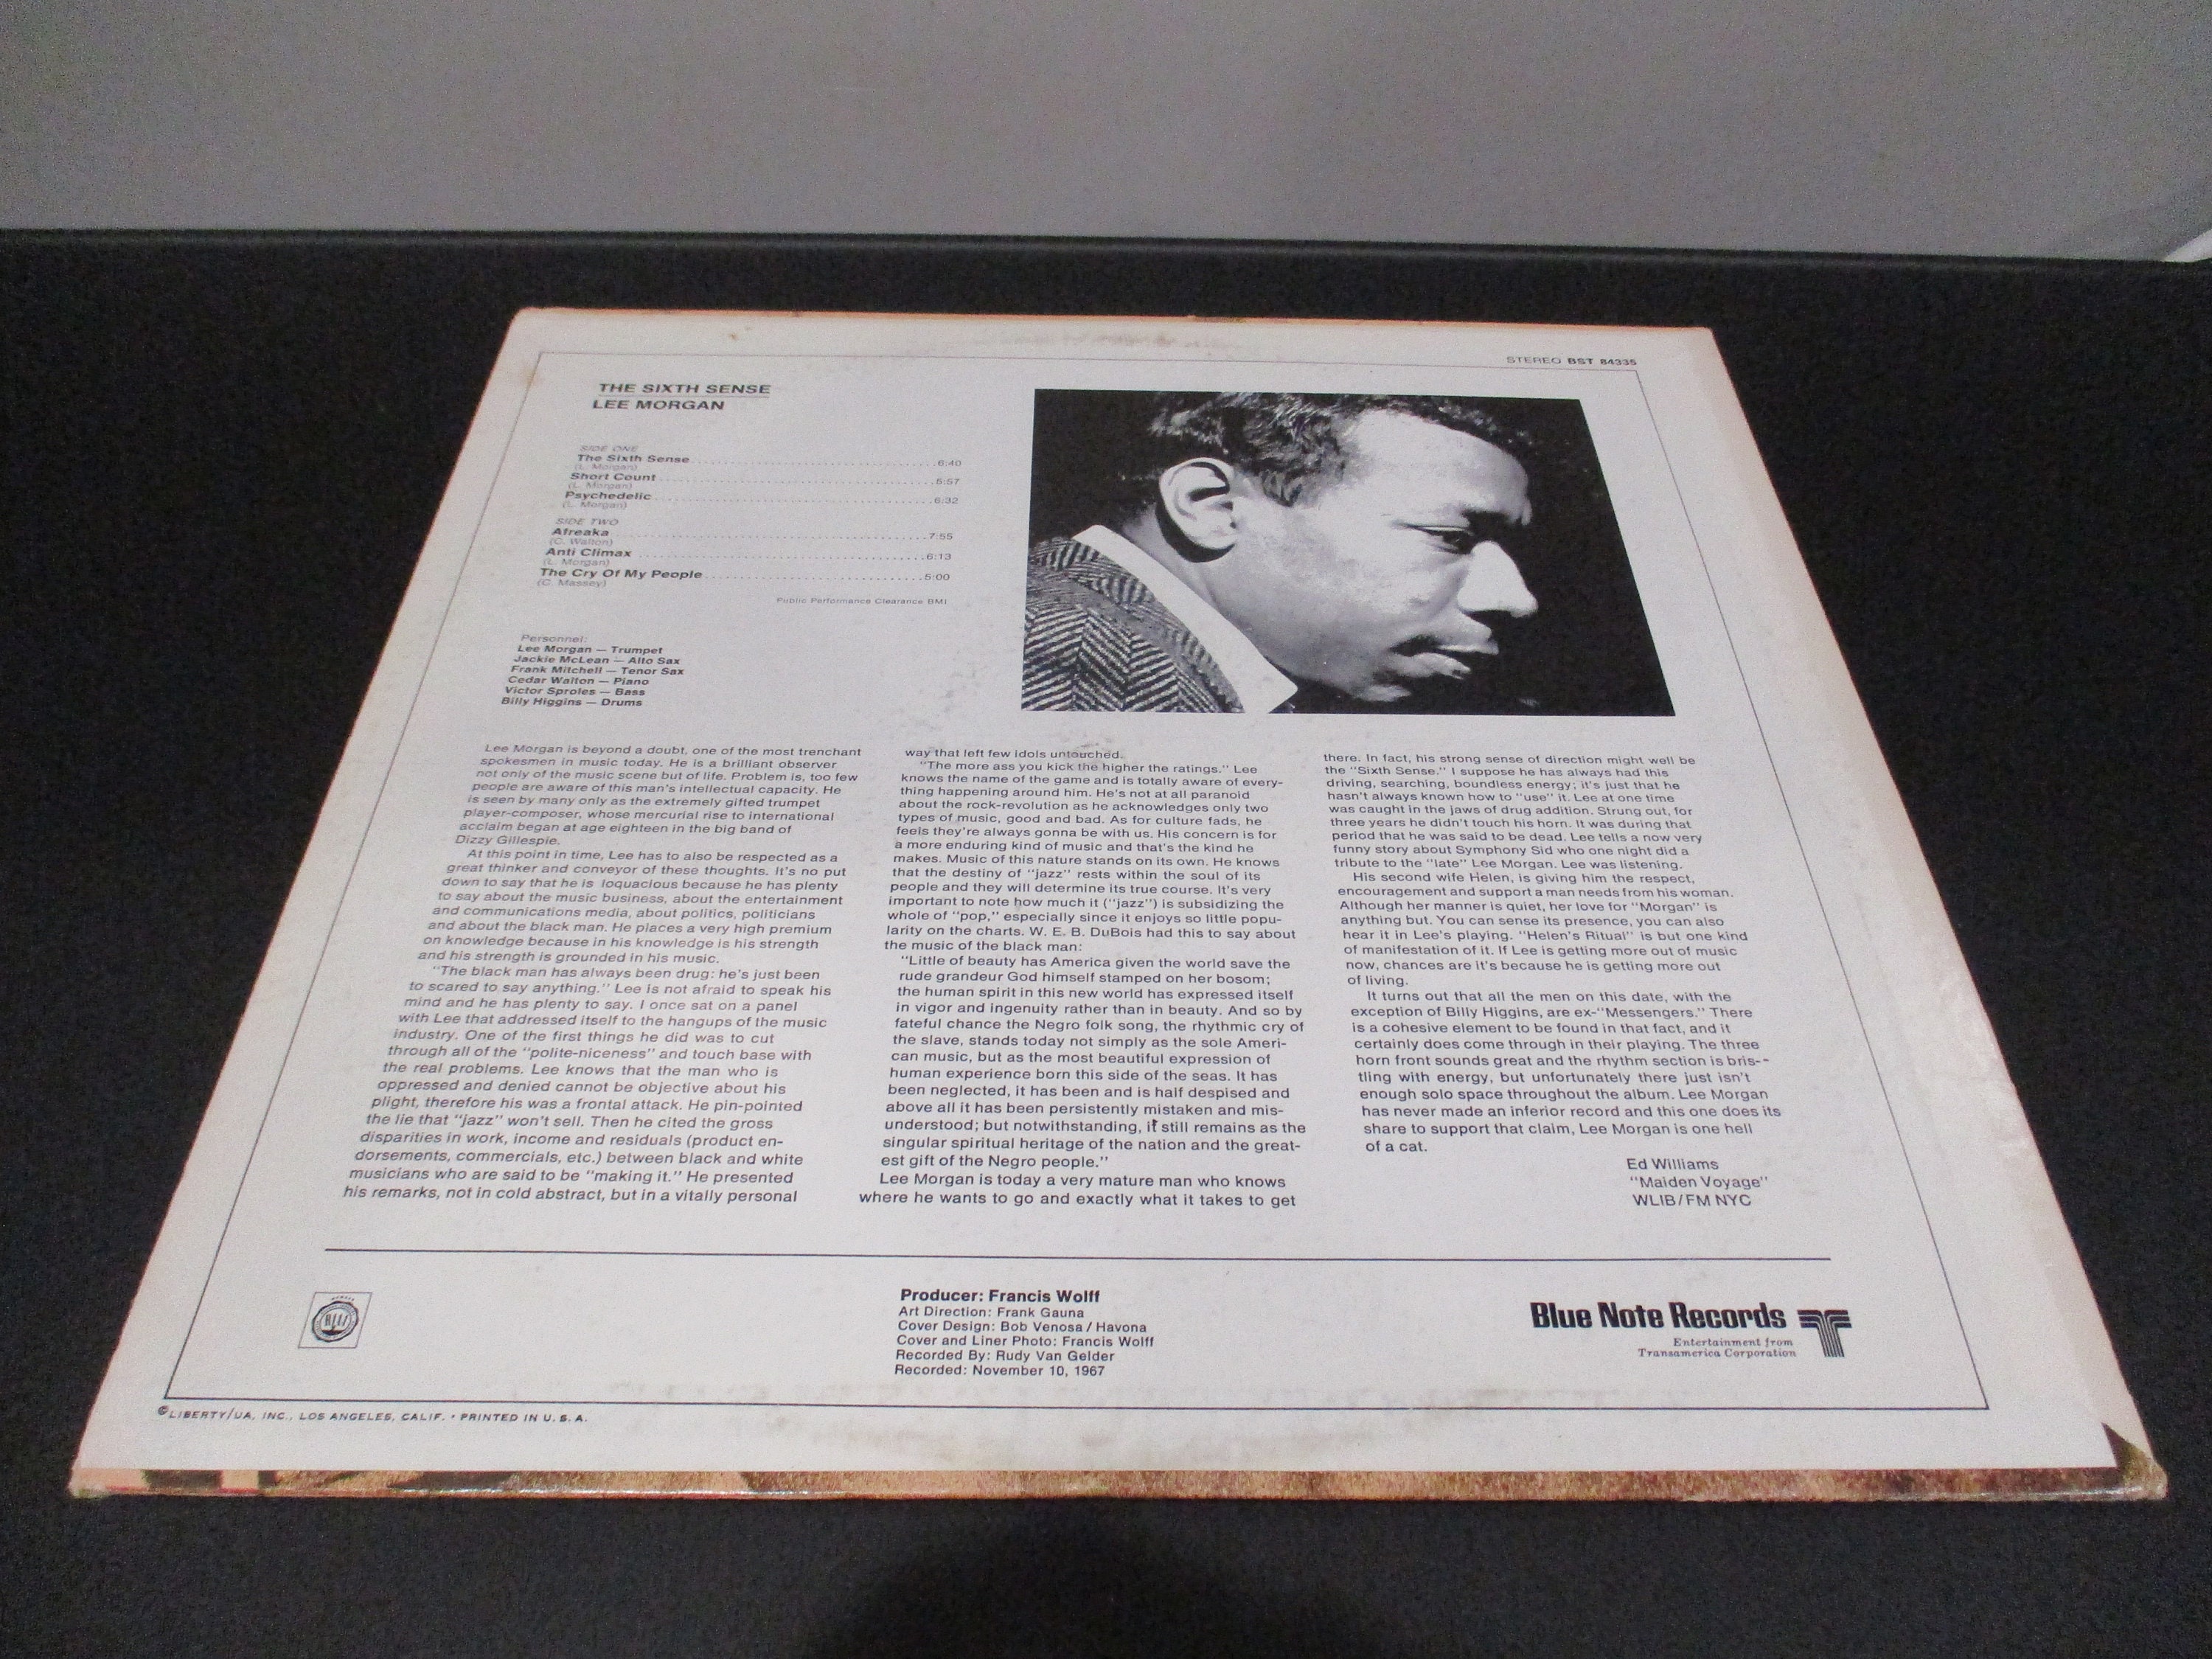 STEREO BST 84335
THE SIXTH SENSE
LEE MORGAN
SIDE ONE
The Sixth Sense 6:40
(L. Morgan)
Short Count 5:57
(L. Morgan)
Psychedelic 6:32
(L. Morgan)
SIDE TWO
Afreaka 7:55
(C. Walton)
Anti Climax 6:13
(L. Morgan)
The Cry Of My People 5:00
(C. Massey)
Public Performance Clearance BMI
Personnel:
Lee Morgan — Trumpet
Jackie McLean — Alto Sax
Frank Mitchell — Tenor Sax
Cedar Walton — Piano
Victor Sproles — Bass
Billy Higgins — Drums
Lee Morgan is beyond a doubt, one of the most trenchant
spokesmen in music today. He is a brilliant observer
not only of the music scene but of life. Problem is, too few
people are aware of this man's intellectual capacity. He
is seen by many only as the extremely gifted trumpet
player-composer, whose mercurial rise to international
acclaim began at age eighteen in the big band of
Dizzy Gillespie.
At this point in time, Lee has to also be respected as a
great thinker and conveyor of these thoughts. It's no put
down to say that he is loquacious because he has plenty
to say about the music business, about the entertainment
and communications media, about politics, politicians
and about the black man. He places a very high premium
on knowledge because in his knowledge is his strength
and his strength is grounded in his music.
"The black man has always been drug: he's just been
to scared to say anything." Lee is not afraid to speak his
mind and he has plenty to say. I once sat on a panel
with Lee that addressed itself to the hangups of the music
industry. One of the first things he did was to cut
through all of the "polite-niceness" and touch base with
the real problems. Lee knows that the man who is
oppressed and denied cannot be objective about his
plight, therefore his was a frontal attack. He pin-pointed
the lie that "jazz" won't sell. Then he cited the gross
disparities in work, income and residuals (product en-
dorsements, commercials, etc.) between black and white
musicians who are said to be "making it." He presented
his remarks, not in cold abstract, but in a vitally personal
way that left few idols untouched.
"The more ass you kick the higher the ratings." Lee
knows the name of the game and is totally aware of every-
thing happening around him. He's not at all paranoid
about the rock-revolution as he acknowledges only two
types of music, good and bad. As for culture fads, he
feels they're always gonna be with us. His concern is for
a more enduring kind of music and that's the kind he
makes. Music of this nature stands on its own. He knows
that the destiny of "jazz" rests within the soul of its
people and they will determine its true course. It's very
important to note how much it ("jazz") is subsidizing the
whole of "pop," especially since it enjoys so little popu-
larity on the charts. W. E. B. DuBois had this to say about
the music of the black man:
"Little of beauty has America given the world save the
rude grandeur God himself stamped on her bosom;
the human spirit in this new world has expressed itself
in vigor and ingenuity rather than in beauty. And so by
fateful chance the Negro folk song, the rhythmic cry of
the slave, stands today not simply as the sole Ameri-
can music, but as the most beautiful expression of
human experience born this side of the seas. It has
been neglected, it has been and is half despised and
above all it has been persistently mistaken and mis-
understood; but notwithstanding, it still remains as the
singular spiritual heritage of the nation and the great-
est gift of the Negro people."
Lee Morgan is today a very mature man who knows
where he wants to go and exactly what it takes to get
there. In fact, his strong sense of direction might well be
the "Sixth Sense." I suppose he has always had this
driving, searching, boundless energy; it's just that he
hasn't always known how to "use" it. Lee at one time
was caught in the jaws of drug addition. Strung out, for
three years he didn't touch his horn. It was during that
period that he was said to be dead. Lee tells a now very
funny story about Symphony Sid who one night did a
tribute to the "late" Lee Morgan. Lee was listening.
His second wife Helen, is giving him the respect,
encouragement and support a man needs from his woman.
Although her manner is quiet, her love for "Morgan" is
anything but. You can sense its presence, you can also
hear it in Lee's playing. "Helen's Ritual" is but one kind
of manifestation of it. If Lee is getting more out of music
now, chances are it's because he is getting more out
of living.
It turns out that all the men on this date, with the
exception of Billy Higgins, are ex-"Messengers." There
is a cohesive element to be found in that fact, and it
certainly does come through in their playing. The three
horn front sounds great and the rhythm section is bris--
tling with energy, but unfortunately there just isn't
enough solo space throughout the album. Lee Morgan
has never made an inferior record and this one does its
share to support that claim, Lee Morgan is one hell
of a cat.
Ed Williams
"Maiden Voyage"
WLIB/FM NYC
Producer: Francis Wolff
Art Direction: Frank Gauna
Cover Design: Bob Venosa / Havona
Cover and Liner Photo: Francis Wolff
Recorded By: Rudy Van Gelder
Recorded: November 10, 1967
Blue Note Records
Entertainment from
Transamerica Corporation
©LIBERTY/UA, INC., LOS ANGELES, CALIF. • PRINTED IN U.S.A.